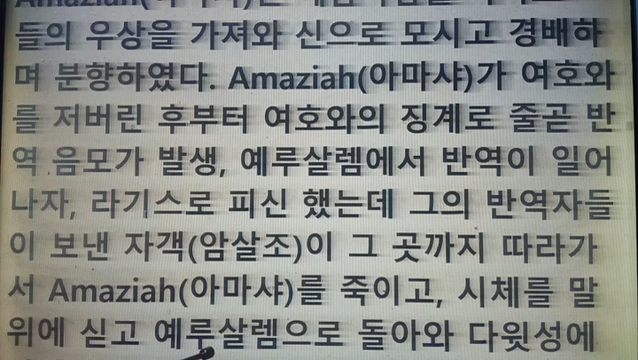 들의 우상을 가져와 신으로 모시고 경배하
며 분향하였다. Amaziah(아마샤)가 여호와
를 저버린 후부터 여호와의 징계로 줄곧 반
역 음모가 발생, 예루살렘에서 반역이 일어
나자, 라기스로 피신 했는데 그의 반역자들
이 보낸 자객(암살조)이 그 곳까지 따라가
서 Amaziah(아마샤)를 죽이고, 시체를 말
위에 싣고 예루살렘으로 돌아와 다윗성에